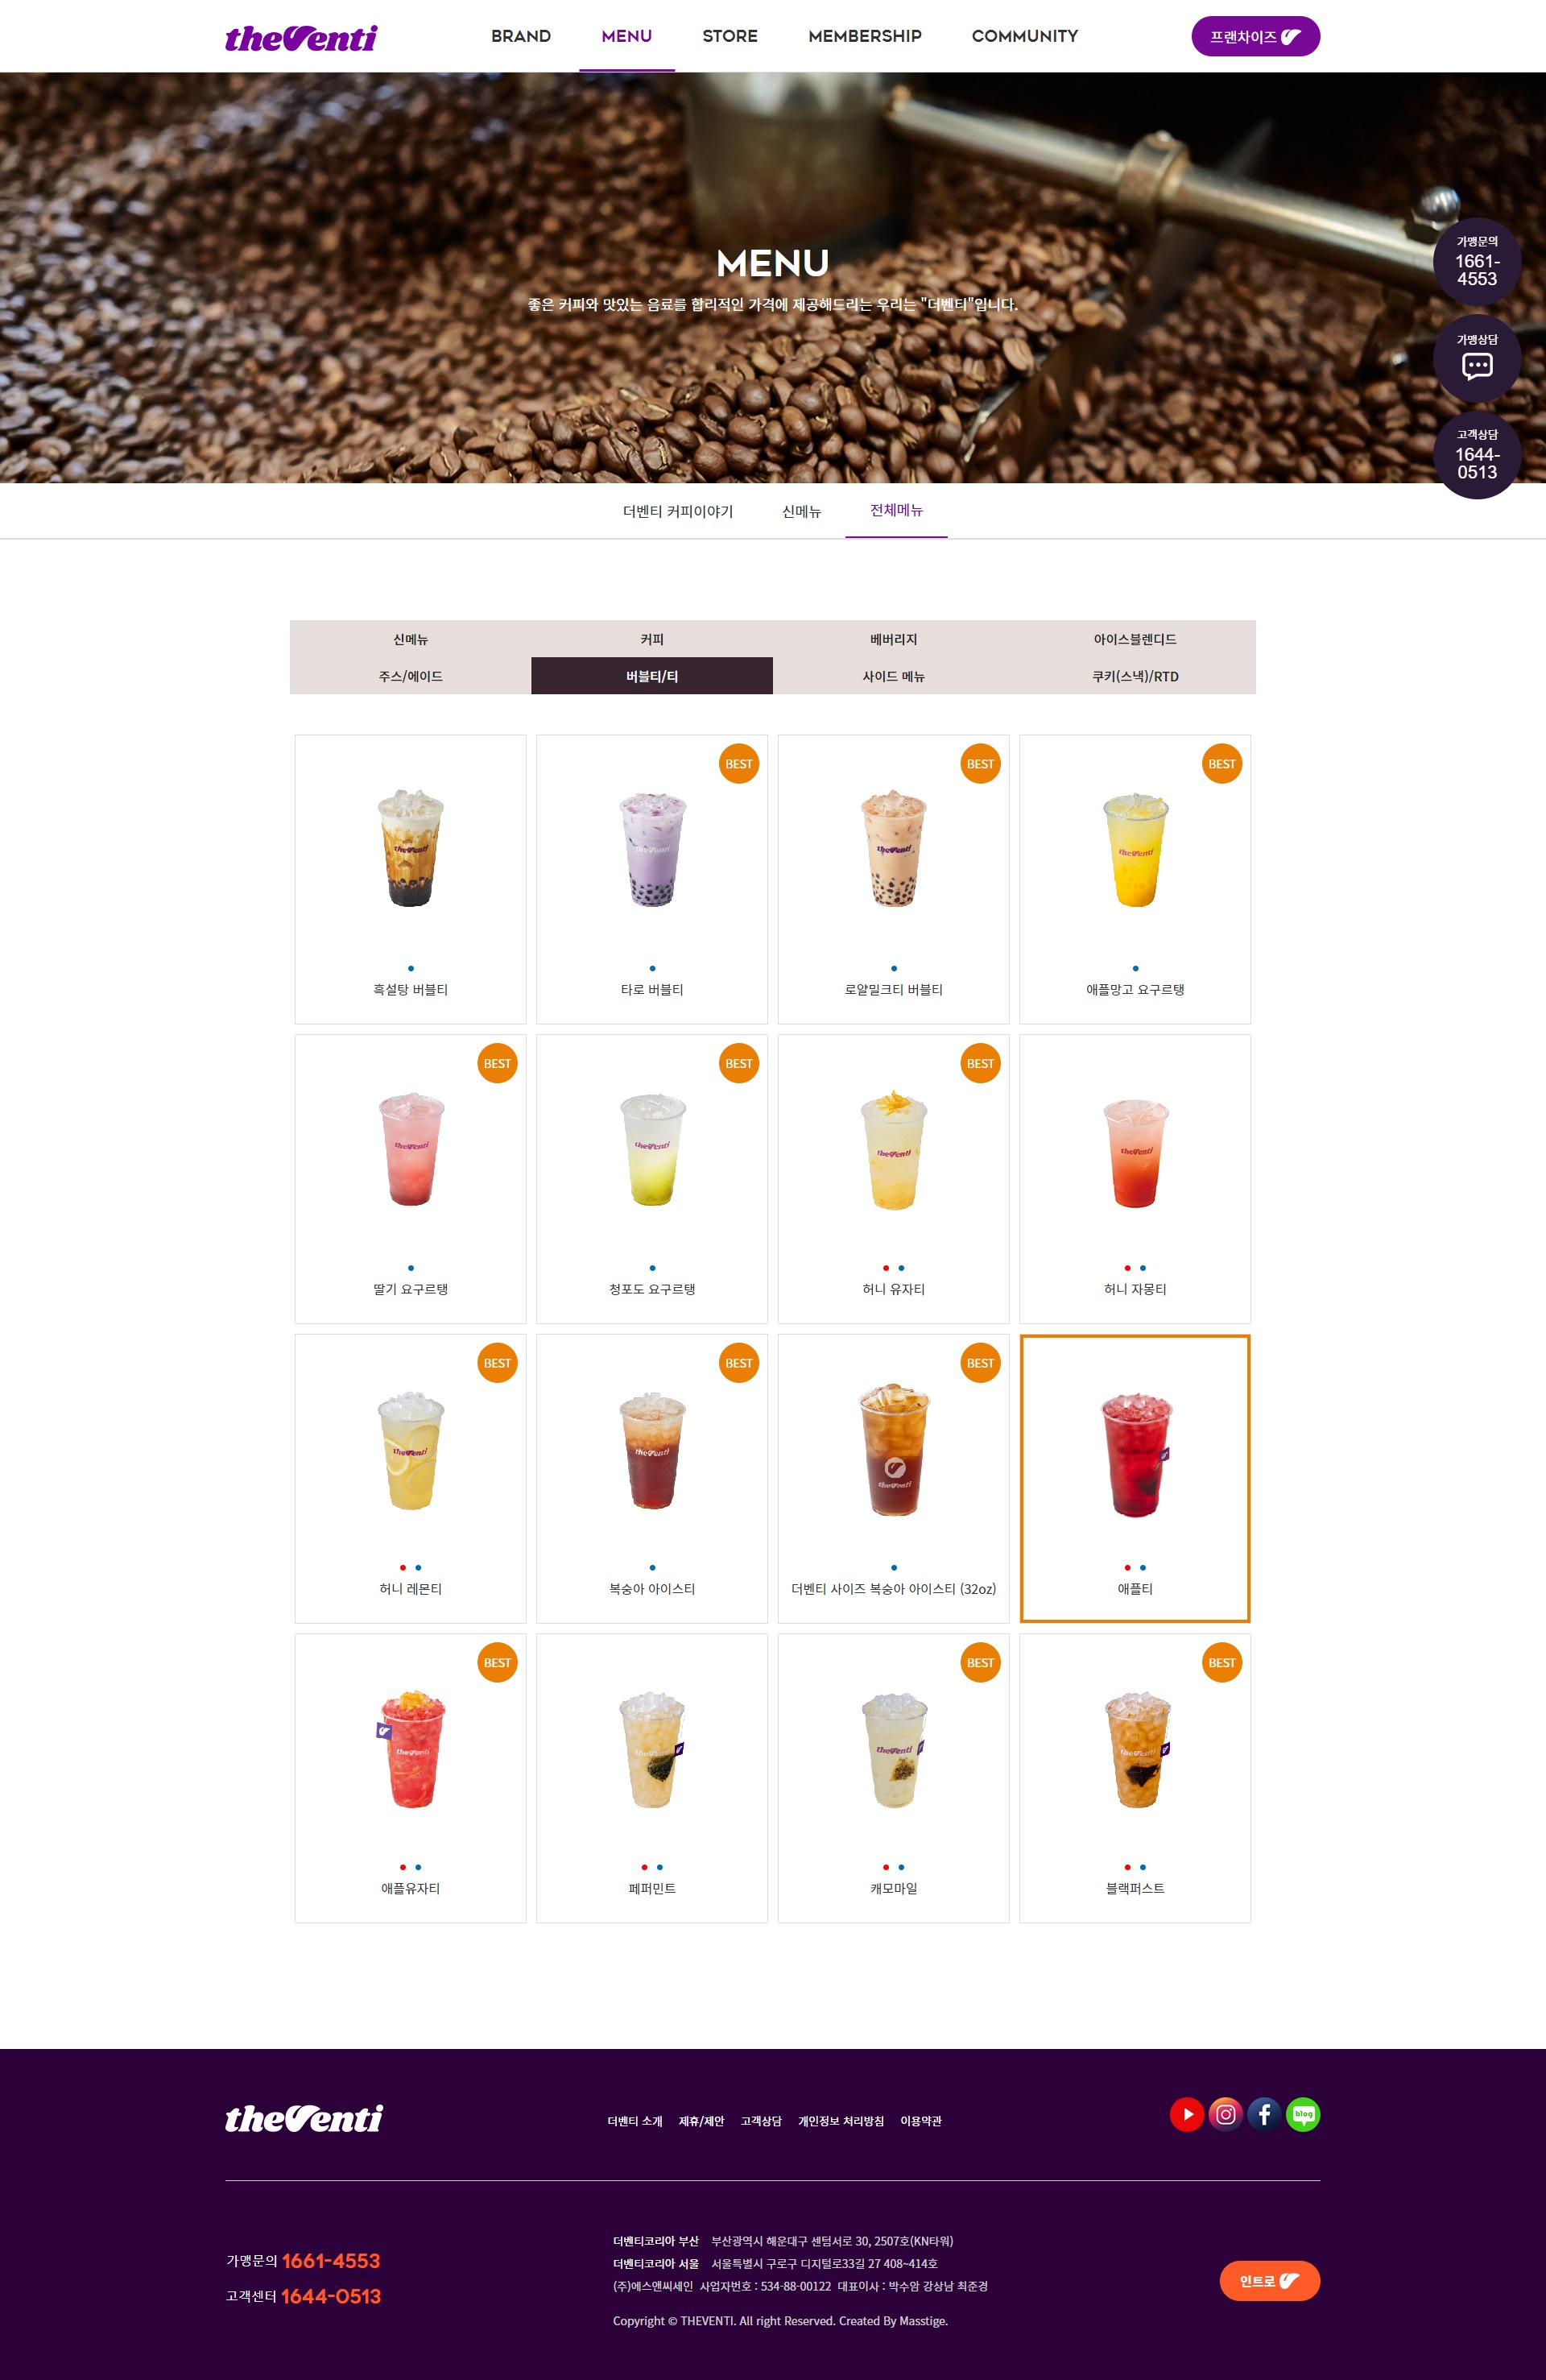 theVenti
BRAND
MENU
STORE
MEMBERSHIP
COMMUNITY
프랜차이즈
MENU
좋은 커피와 맛있는 음료를 합리적인 가격에 제공해드리는 우리는 "더벤티"입니다.
가맹문의
1661-
4553
가맹상담
고객상담
1644-
0513
더벤티 커피이야기
신메뉴
전체메뉴
신메뉴
커피
베버리지
아이스블렌디드
주스/에이드
버블티/티
사이드 메뉴
쿠키(스낵)/RTD
BEST
BEST
BEST
theVenti
theVenti
theVenti
theVenti
흑설탕 버블티
타로 버블티
로얄밀크티 버블티
애플망고 요구르탱
BEST
BEST
BEST
theVenti
theVenti
theVenti
theVenti
딸기 요구르탱
청포도 요구르탱
허니 유자티
허니 자몽티
BEST
BEST
BEST
theVenti
theVenti
theVenti
허니 레몬티
복숭아 아이스티
더벤티 사이즈 복숭아 아이스티 (32oz)
애플티
BEST
BEST
BEST
theVenti
theVenti
theVenti
theVenti
애플유자티
페퍼민트
캐모마일
블랙퍼스트
theVenti
더벤티 소개
제휴/제안
고객상담
개인정보 처리방침
이용약관
blog
가맹문의 1661-4553
고객센터 1644-0513
더벤티코리아 부산 부산광역시 해운대구 센텀서로 30, 2507호(KN타워)
더벤티코리아 서울 서울특별시 구로구 디지털로33길 27 408~414호
(주)에스앤씨세인 사업자번호 : 534-88-00122 대표이사 : 박수암 강상남 최준경
Copyright © THEVENTI. All right Reserved. Created By Masstige.
인트로